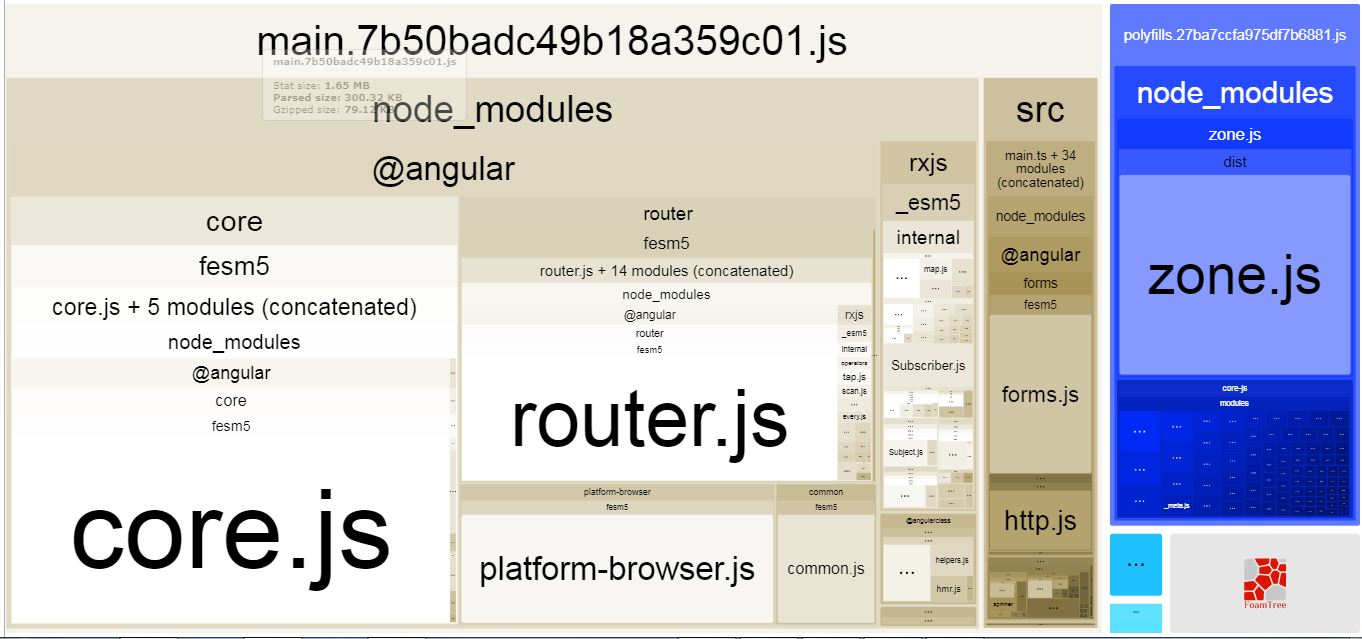 main.7b50badc49b18a359c01.js
main.7b50badc49b18a359c01.js
Stat size: 1.65 MB
Parsed size: 300.32 KB
Gzipped size: 79.12 KB
node_modules
@angular
core
fesm5
core.js + 5 modules (concatenated)
node_modules
@angular
core
fesm5
core.js
...
...
...
router
fesm5
router.js + 14 modules (concatenated)
node_modules
@angular
router
fesm5
router.js
rxjs
_esm5
internal
operators
tap.js
scan.js
...
every.js
platform-browser
fesm5
platform-browser.js
common
fesm5
common.js
rxjs
_esm5
internal
...
...
map.js
...
...
Subscriber.js
...
Subject.js
...
...
@angularclass
...
...
helpers.js
hmr.js
...
...
src
main.ts + 34
modules
(concatenated)
node_modules
@angular
forms
fesm5
forms.js
...
...
http.js
...
spinner
...
polyfills.27ba7ccfa975df7b6881.js
node_modules
zone.js
dist
zone.js
core-js
modules
...
...
...
...
...
_meta.js
...
...
FoamTree